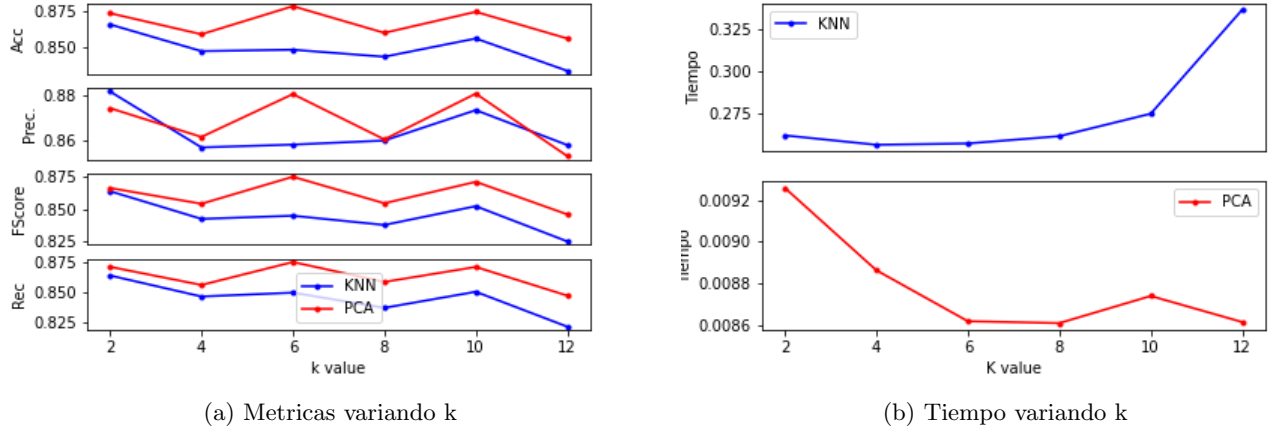 0.875
0.850
Acc
0.88
0.86
Prec.
0.875
0.850
0.825
FScore
0.875
0.850
0.825
Rec
KNN
PCA
2 4 6 8 10 12
k value
(a) Metricas variando k
KNN
0.325
0.300
0.275
Tiempo
PCA
0.0092
0.0090
0.0088
0.0086
Tiempo
2 4 6 8 10 12
K value
(b) Tiempo variando k